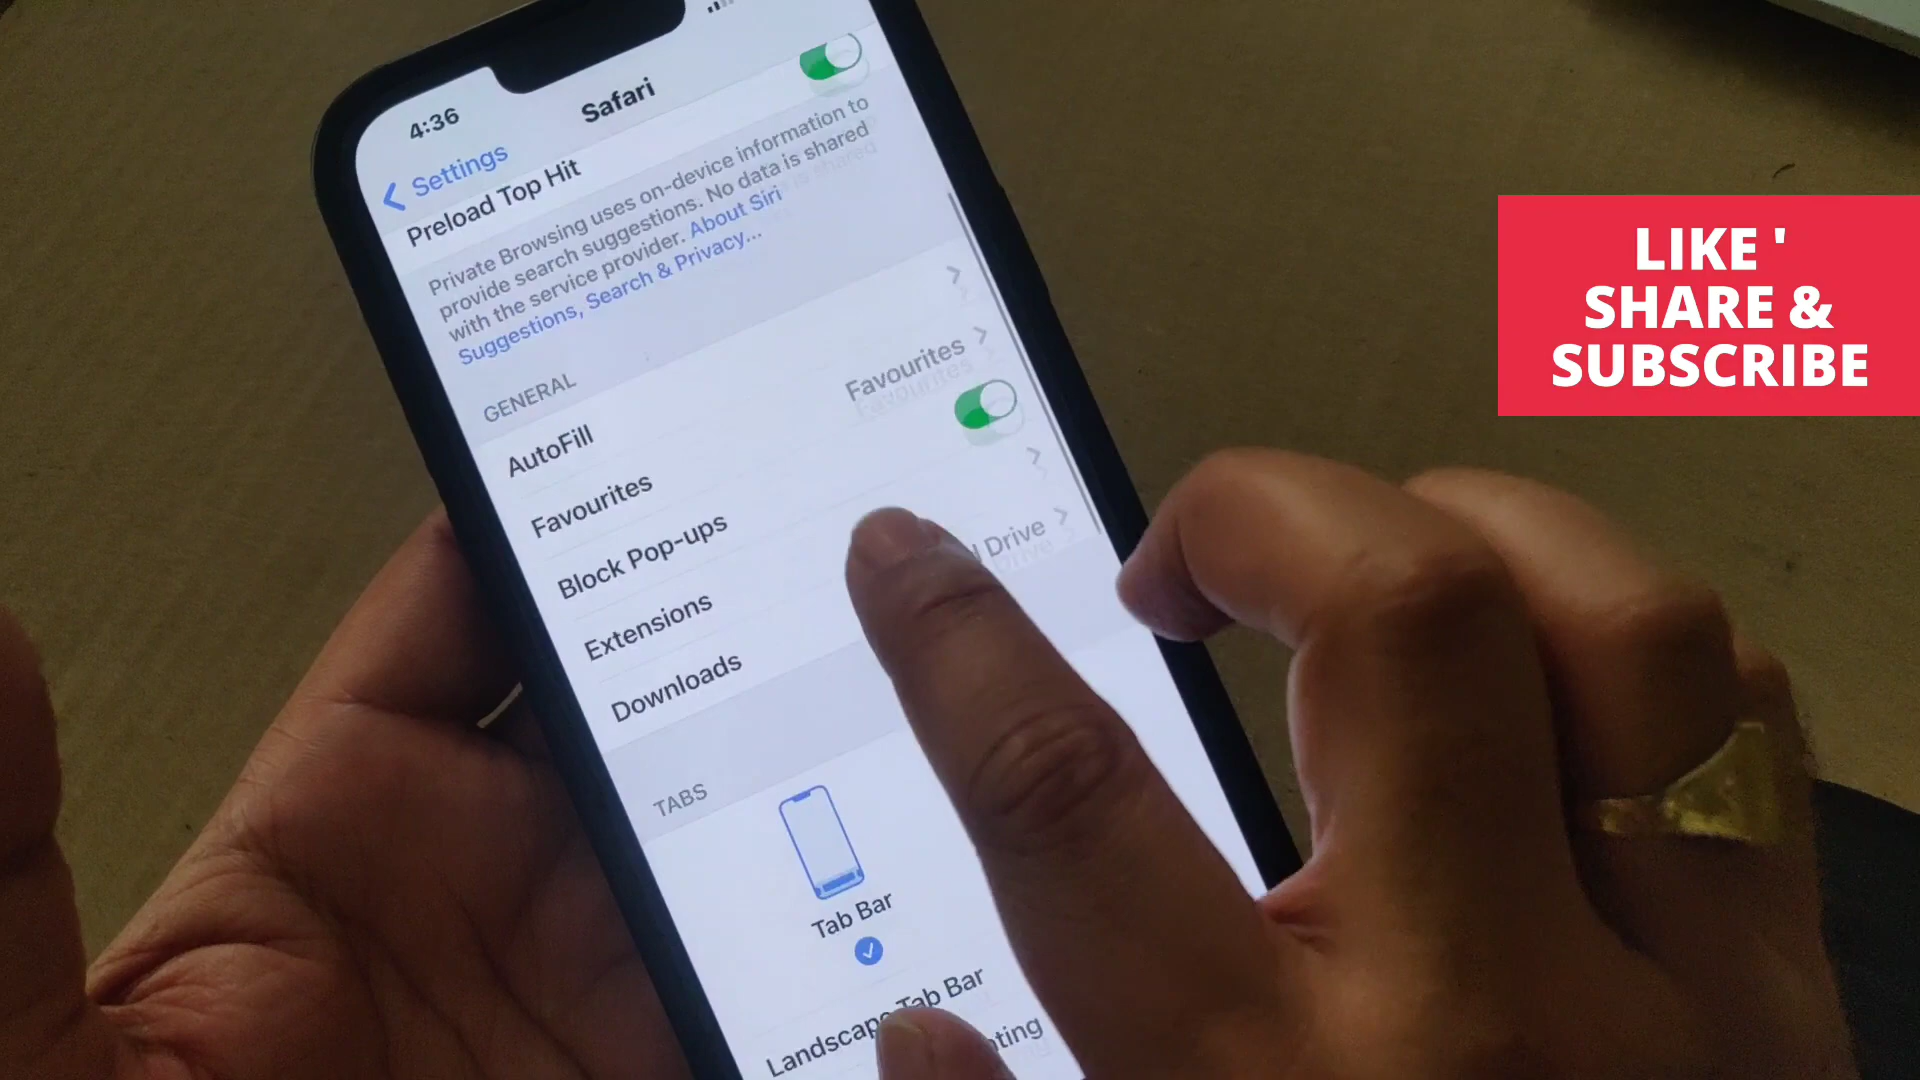 4:36
Safari
Settings
Preload Top Hit
Private Browsing uses on-device information to
provide search suggestions. No data is shared
with the service provider. About Siri
Suggestions, Search & Privacy...
GENERAL
AutoFill
Favourites Favourites
Block Pop-ups
Extensions
Downloads Drive
TABS
Tab Bar
Landscape Tab Bar
LIKE '
SHARE &
SUBSCRIBE